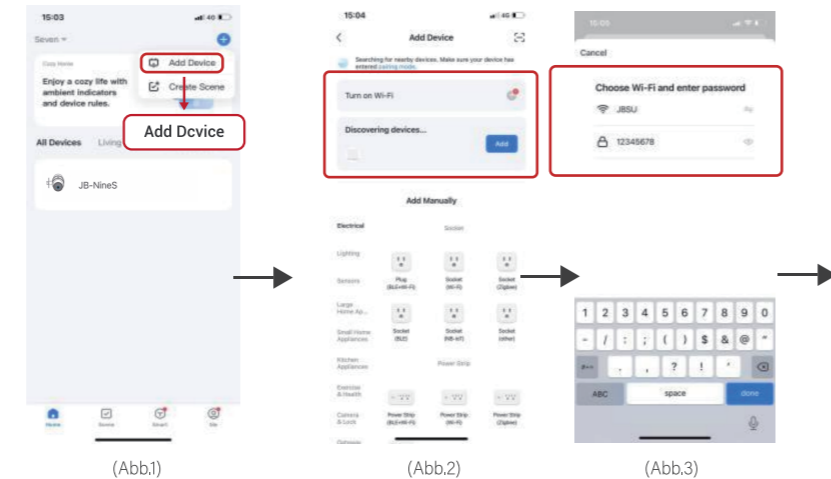 15:03
4G
Seven
Cozy Home
Enjoy a cozy life with
ambient indicators
and device rules.
Add Device
Create Scene
Add Dcvice
All Devices Living
JB-NineS
Home Scene Smart Me
(Abb.1)
15:04
4G
Add Device
Searching for nearby devices. Make sure your device has
entered pairing mode.
Turn on Wi-Fi
Discovering devices...
Add
Add Manually
Electrical
Lighting
Sensors
Large
Home Ap...
Small Home
Appliances
Kitchen
Appliances
Exercise
& Health
Camera
& Lock
Gateway
Socket
Plug
(BLE+Wi-Fi)
Socket
(Wi-Fi)
Socket
(Zigbee)
Socket
(BLE)
Socket
(NB-IoT)
Socket
(other)
Power Strip
Power Strip
(BLE+Wi-Fi)
Power Strip
(Wi-Fi)
Power Strip
(Zigbee)
(Abb.2)
15:05
Cancel
Choose Wi-Fi and enter password
JBSU
12345678
1 2 3 4 5 6 7 8 9 0
- / : ; ( ) $ & @ "
#+= . , ? ! '
ABC space done
(Abb.3)